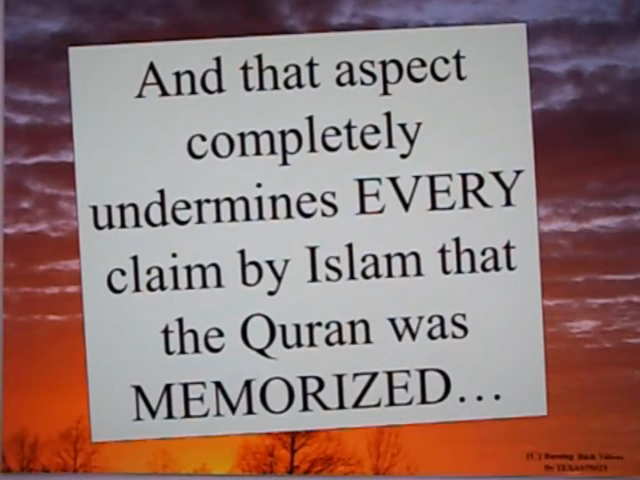 And that aspect
completely
undermines EVERY
claim by Islam that
the Quran was
MEMORIZED...